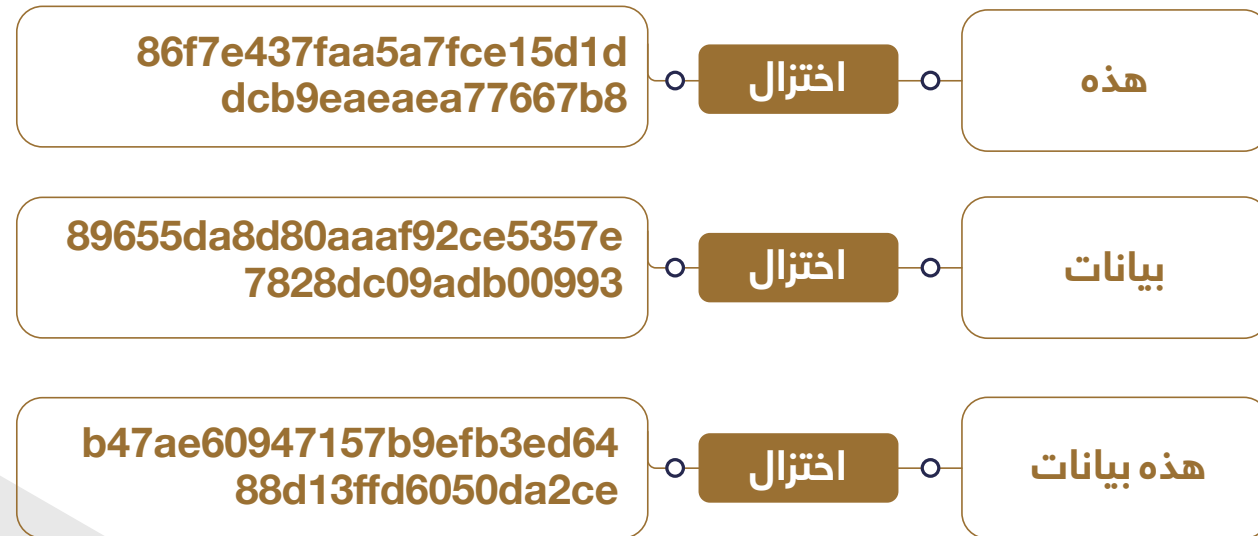 هذه
اختزال
86f7e437faa5a7fce15d1d
dcb9eaeaea77667b8
بيانات
اختزال
89655da8d80aaaf92ce5357e
7828dc09adb00993
هذه بيانات
اختزال
b47ae60947157b9efb3ed64
88d13ffd6050da2ce